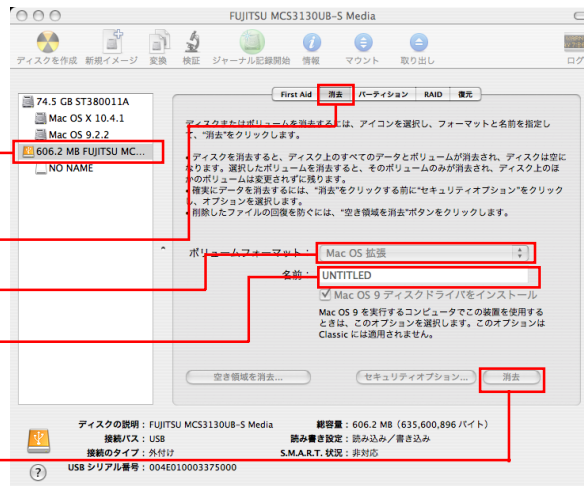 FUJITSU MCS3130UB-S Media
ディスクを作成 新規イメージ 変換 検証 ジャーナル記録開始 情報 マウント 取り出し ログ
74.5 GB ST380011A
Mac OS X 10.4.1
Mac OS 9.2.2
606.2 MB FUJITSU MC...
NO NAME
First Aid 消去 パーティション RAID 復元
ディスクまたはボリュームを消去するには、アイコンを選択し、フォーマットと名前を指定し
て、“消去”をクリックします。
• ディスクを消去すると、ディスク上のすべてのデータとボリュームが消去され、ディスクは空に
なります。選択したボリュームを消去すると、そのボリュームのみが消去され、ディスク上のほ
かのボリュームは変更されずに残ります。
• 確実にデータを消去するには、“消去”をクリックする前に“セキュリティオプション”をクリック
し、オプションを選択します。
• 削除したファイルの回復を防ぐには、“空き領域を消去”ボタンをクリックします。
ボリュームフォーマット： Mac OS 拡張
名前： UNTITLED
Mac OS 9 ディスクドライバをインストール
Mac OS 9 を実行するコンピュータでこの装置を使用する
ときは、このオプションを選択します。このオプションは
Classic には適用されません。
空き領域を消去... セキュリティオプション... 消去
ディスクの説明：FUJITSU MCS3130UB-S Media 総容量：606.2 MB（635,600,896 バイト）
接続バス：USB 読み書き設定：読み込み／書き込み
接続のタイプ：外付け S.M.A.R.T. 状況：非対応
USB シリアル番号：004E010003375000